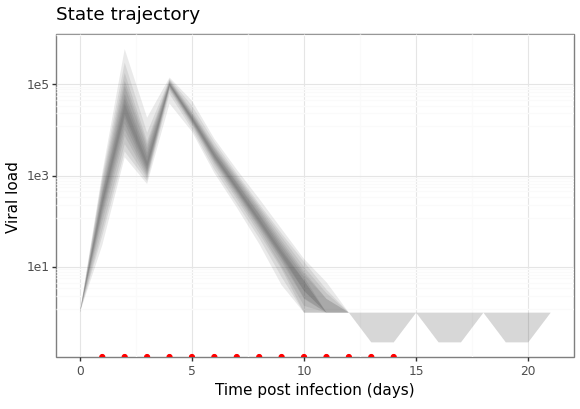 State trajectory
Viral load
1e5
1e3
1e1
0 5 10 15 20
Time post infection (days)